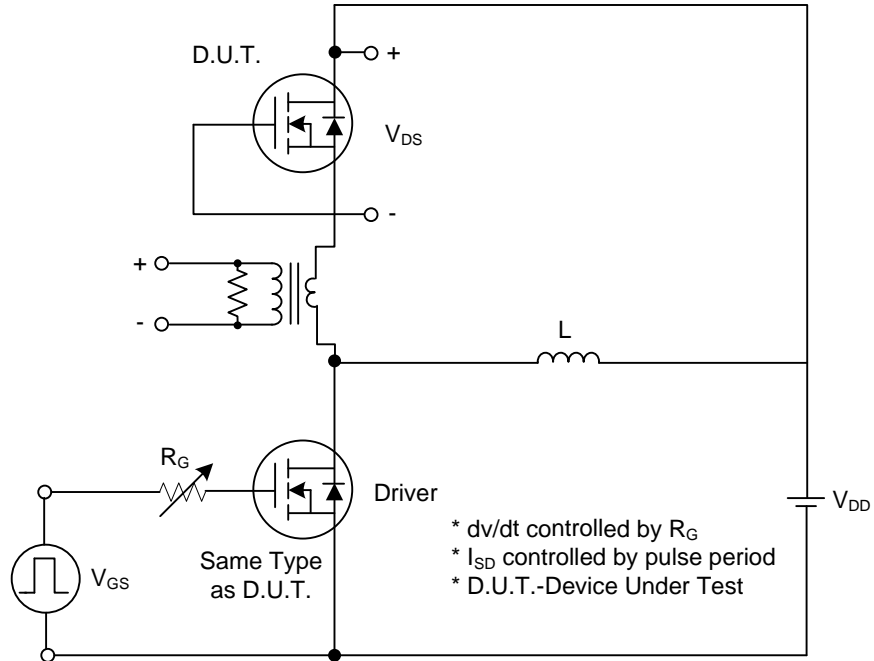 D.U.T.
+
V_DS
-
+
-
L
R_G
Driver
V_DD
* dv/dt controlled by R_G
* I_SD controlled by pulse period
* D.U.T.-Device Under Test
Same Type
as D.U.T.
V_GS